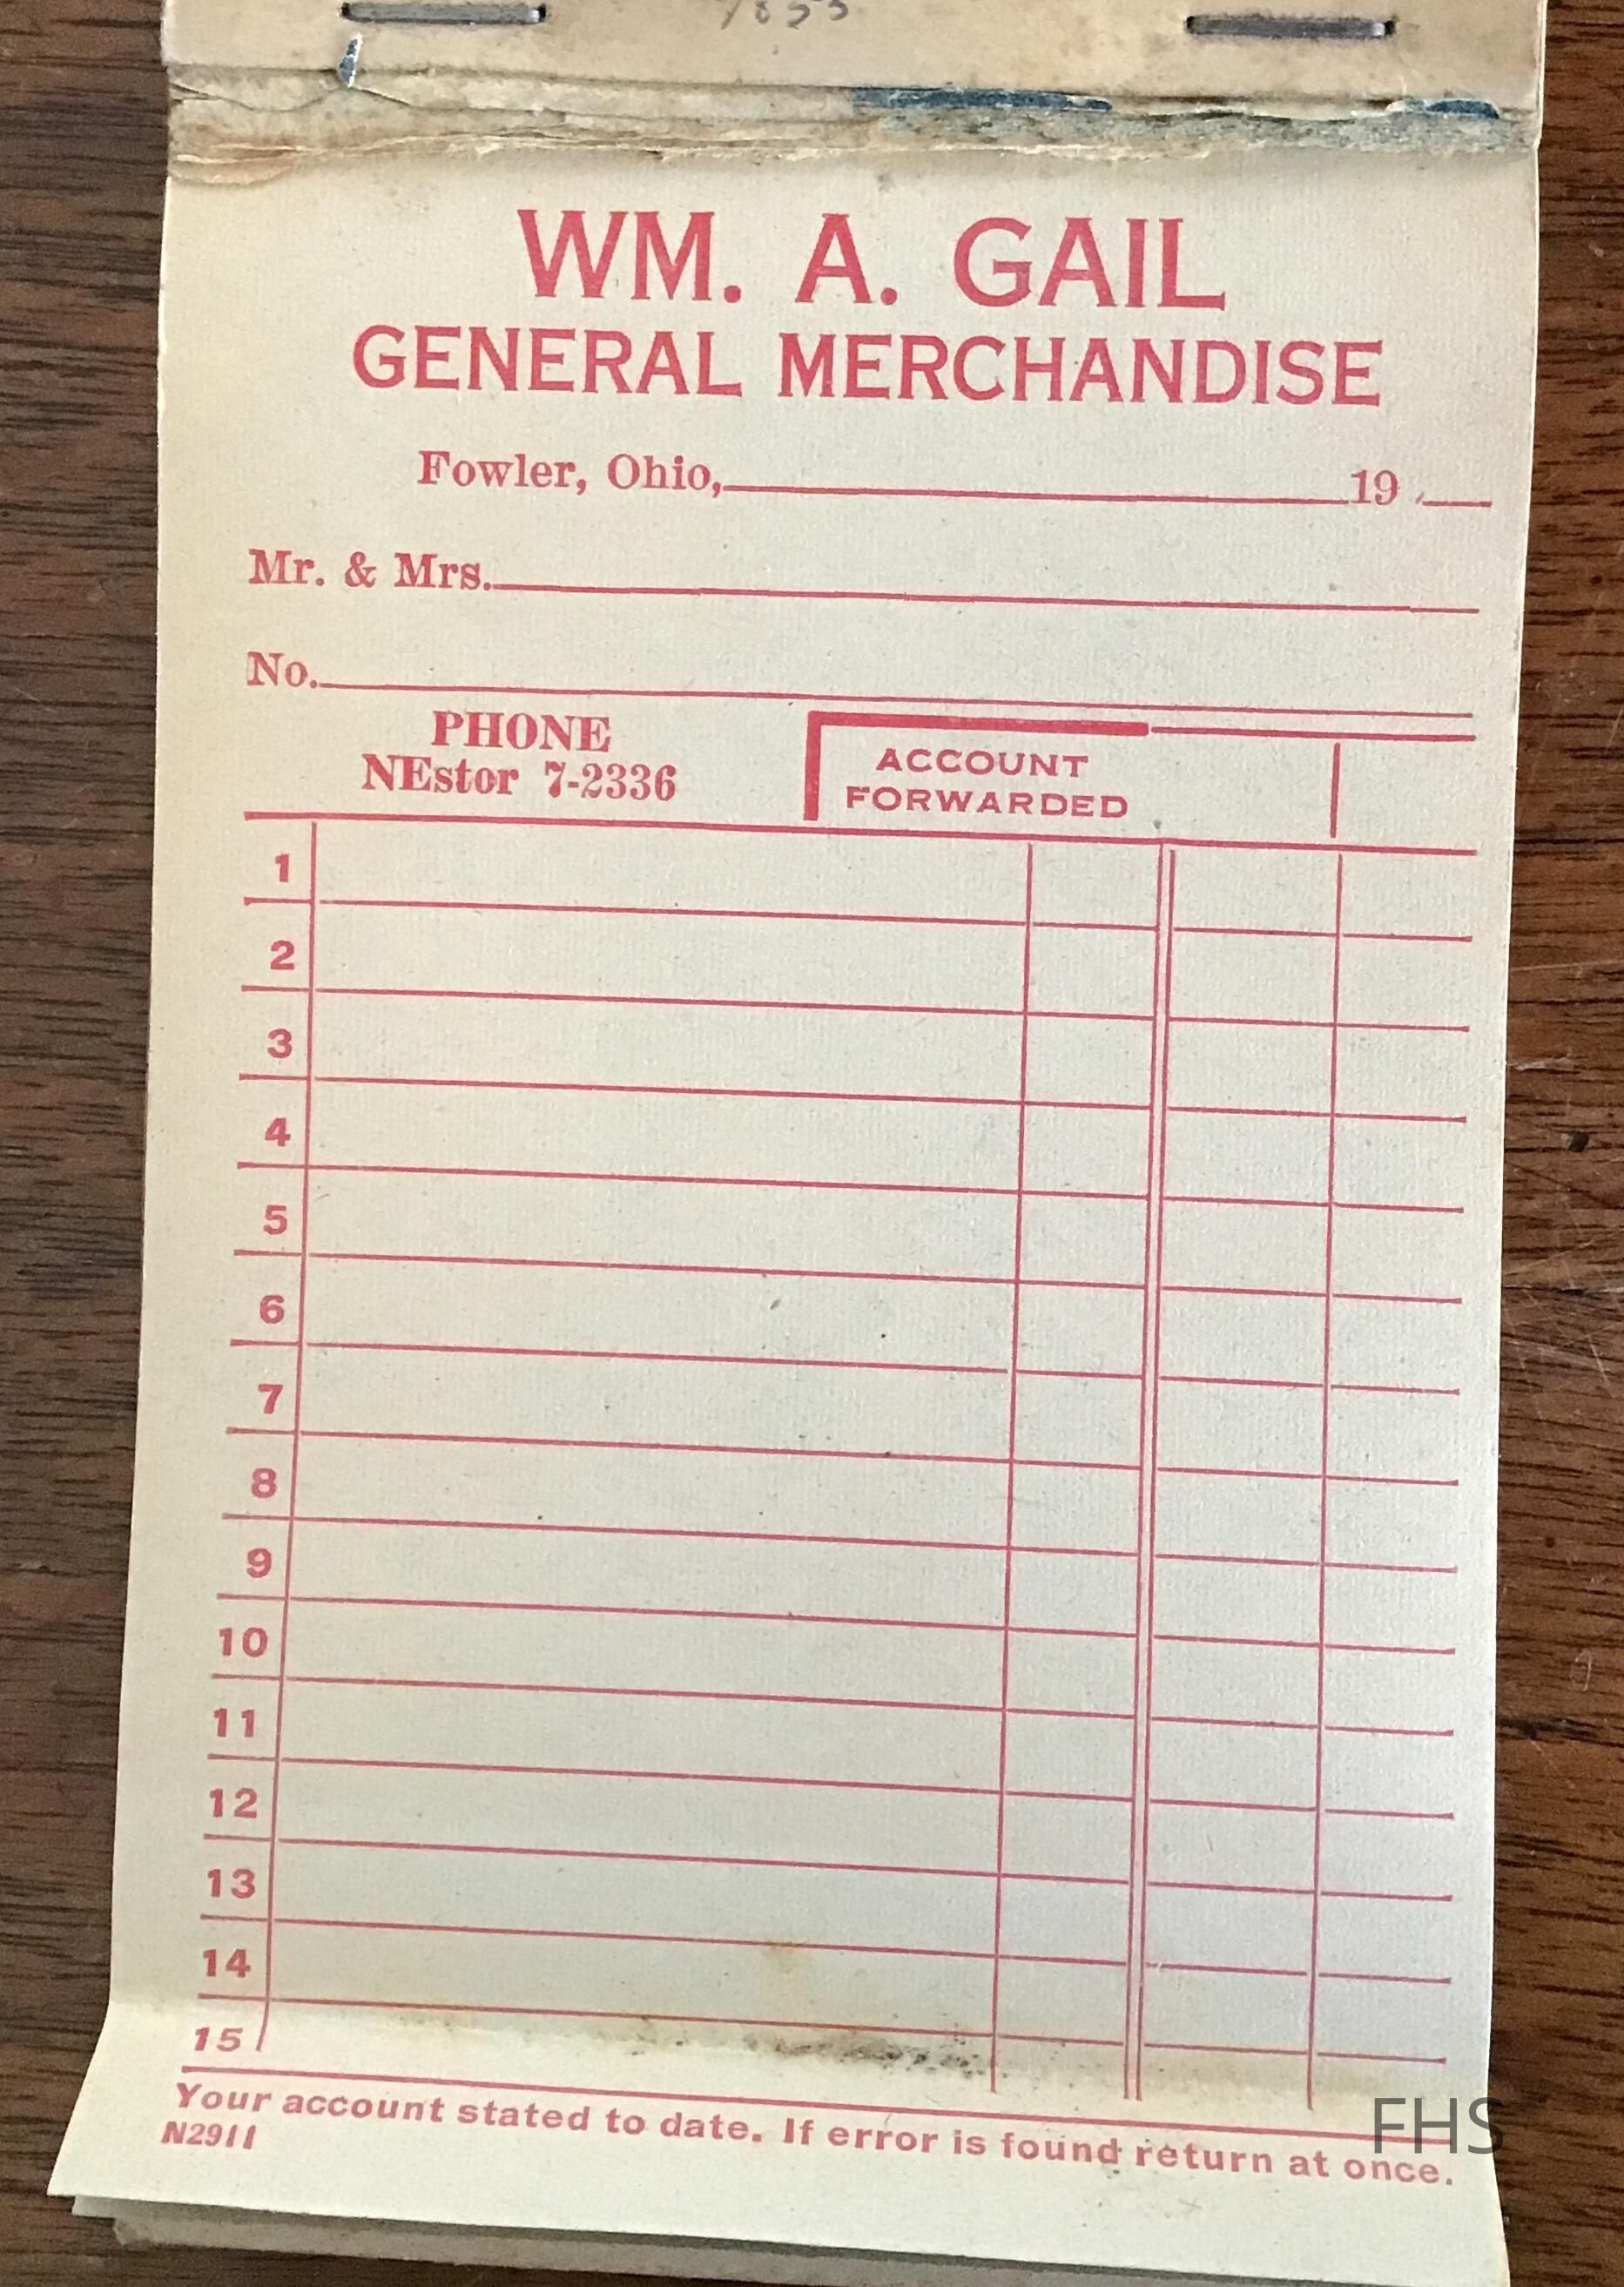 WM. A. GAIL
GENERAL MERCHANDISE
Fowler, Ohio, 19
Mr. & Mrs.
No.
PHONE
NEstor 7-2336
ACCOUNT
FORWARDED
1
2
3
4
5
6
7
8
9
10
11
12
13
14
15
Your account stated to date. If error is found return at once.
N2911
FHS